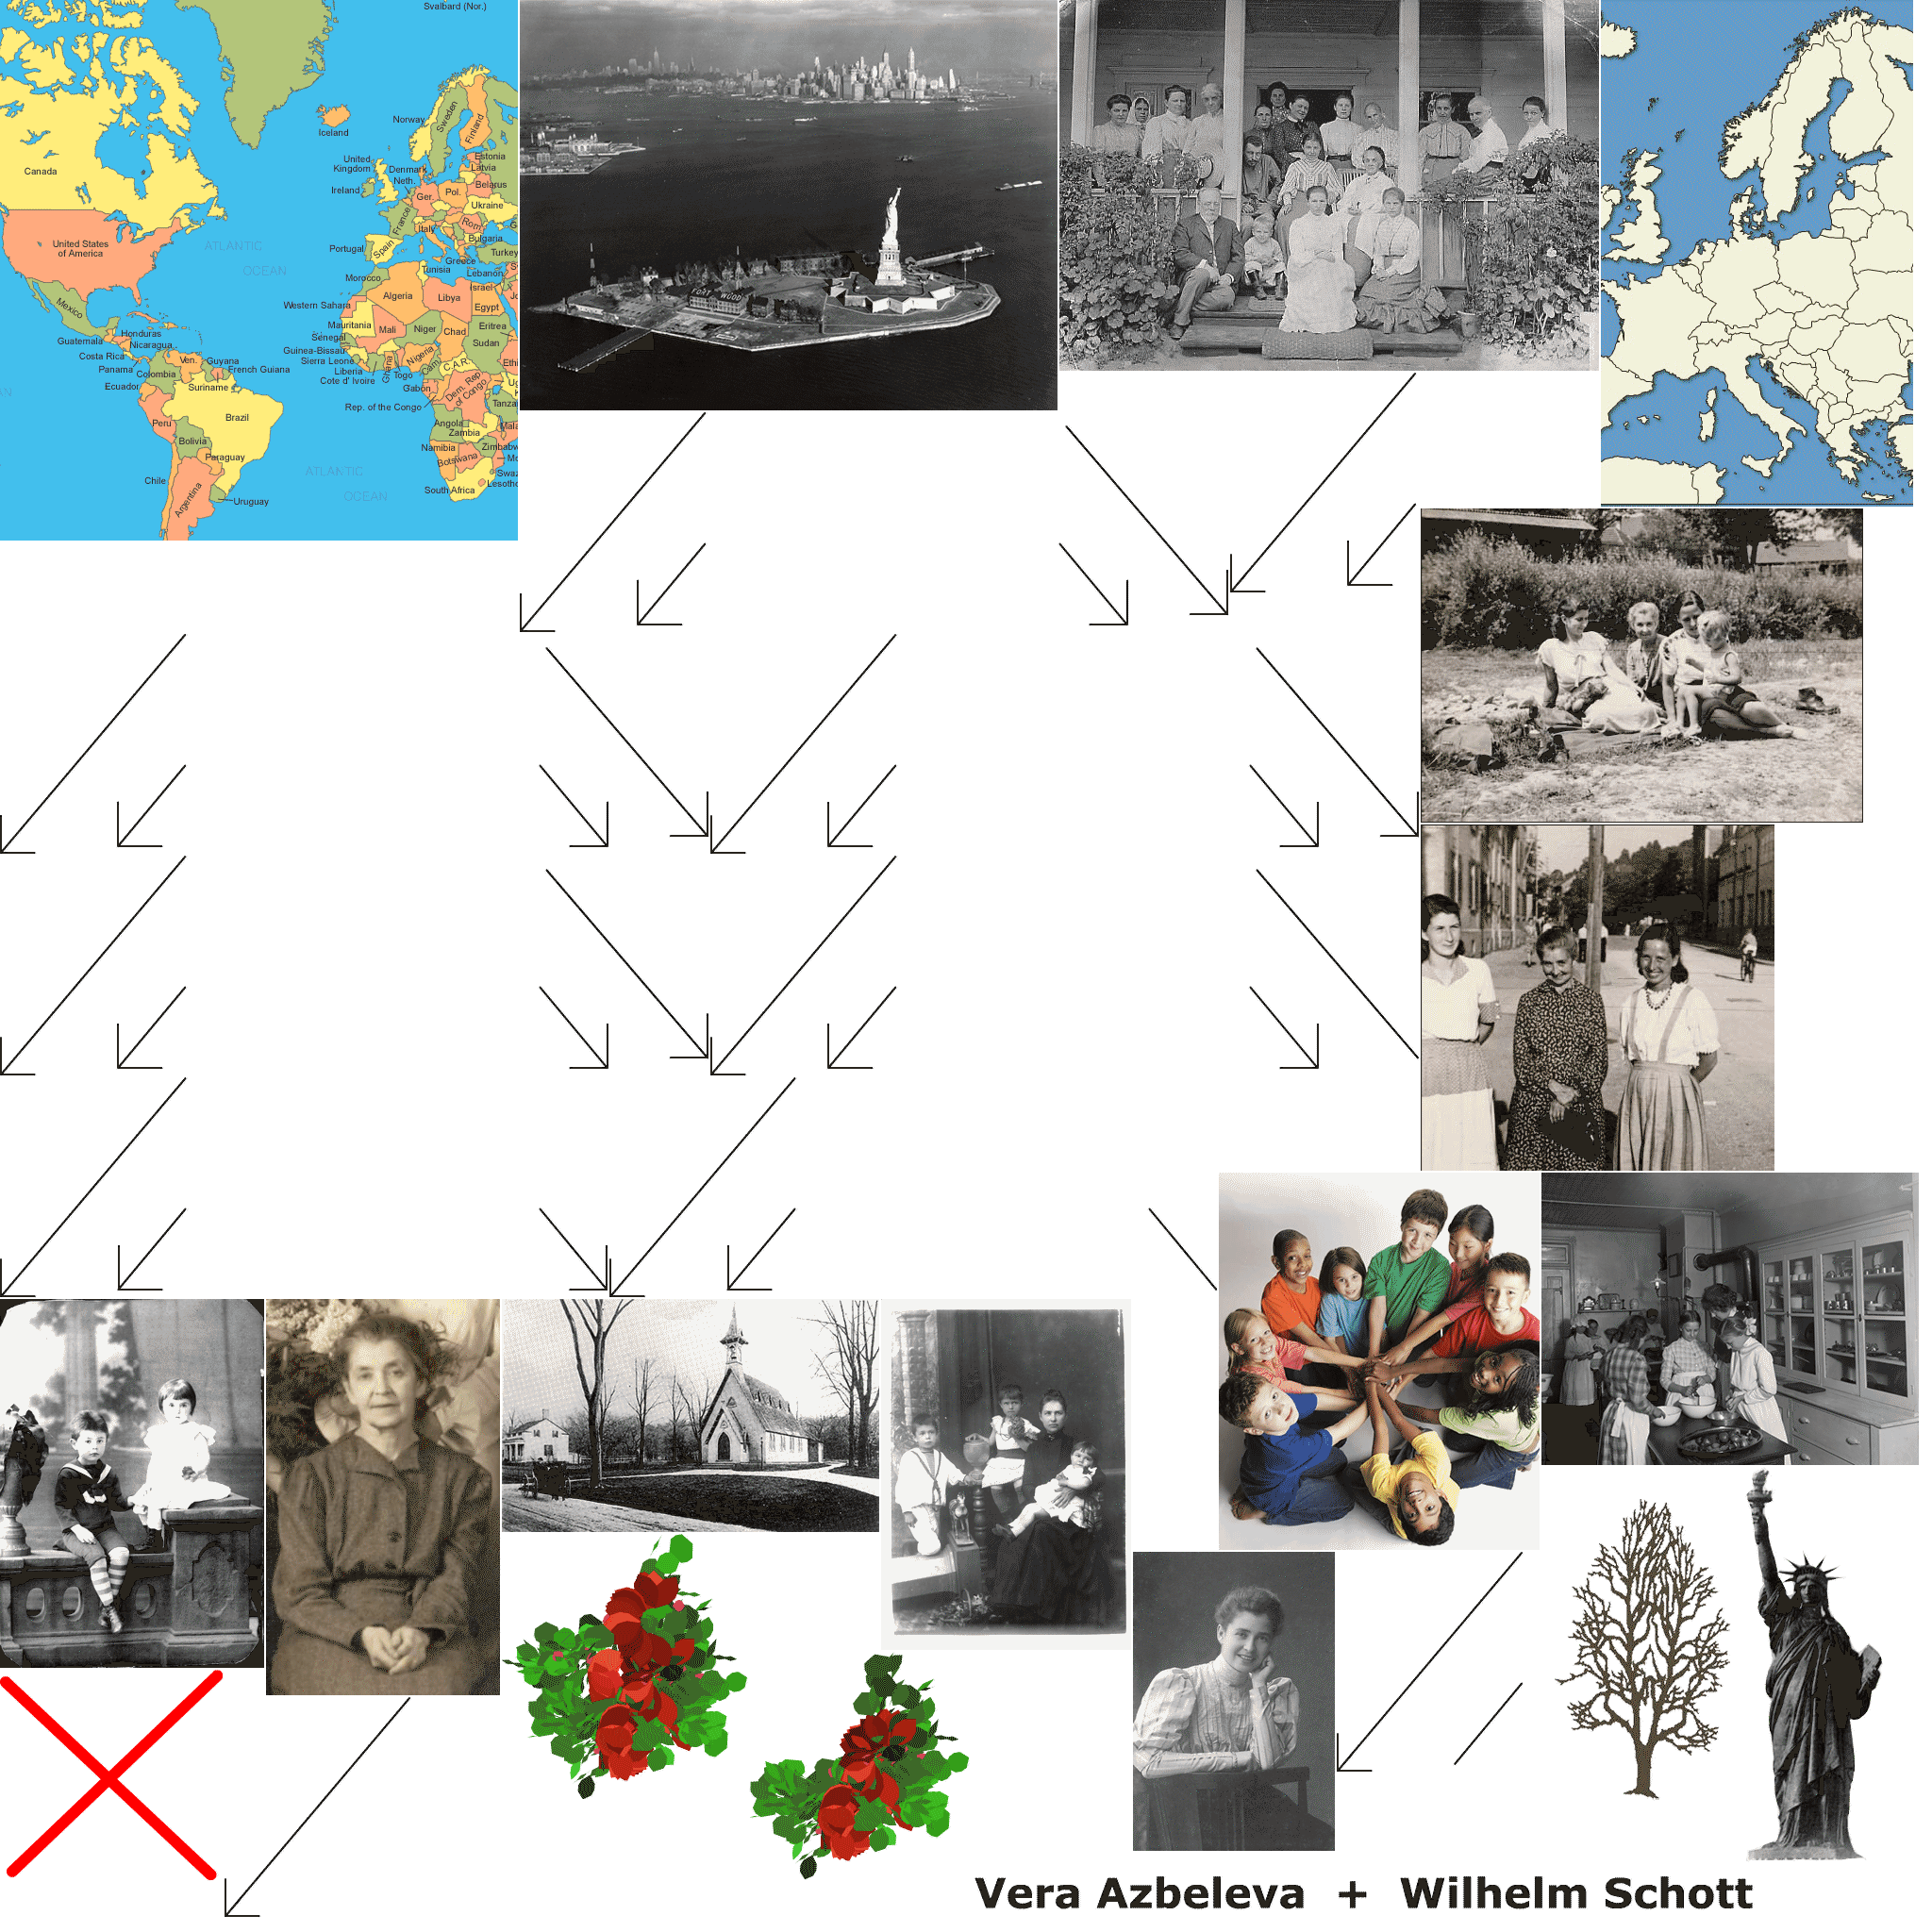 Svalbard (Nor.)
Iceland
Norway
Sweden
Finland
Estonia
Latvia
United
Kingdom
Denmark
Neth.
Ireland
Belarus
Ger.
Pol.
Ukraine
France
Italy
Rom.
Bulgaria
Portugal
Spain
Greece
Turkey
Canada
United States
of America
ATLANTIC
OCEAN
Mexico
Morocco
Tunisia
Lebanon
Israel
Algeria
Libya
Egypt
Western Sahara
Mauritania
Mali
Niger
Chad
Eritrea
Sudan
Senegal
Guinea-Bissau
Sierra Leone
Liberia
Cote d' Ivoire
Ghana
Togo
Nigeria
Cam.
C.A.R.
Gabon
Dem. Rep.
of Congo
Rep. of the Congo
Honduras
Guatemala
Nicaragua
Costa Rica
Panama
Ven.
Guyana
French Guiana
Colombia
Suriname
Ecuador
Peru
Brazil
Bolivia
Paraguay
Chile
Argentina
Uruguay
Angola
Zambia
Namibia
Botswana
South Africa
ATLANTIC
OCEAN
FORT WOOD
Vera Azbeleva + Wilhelm Schott